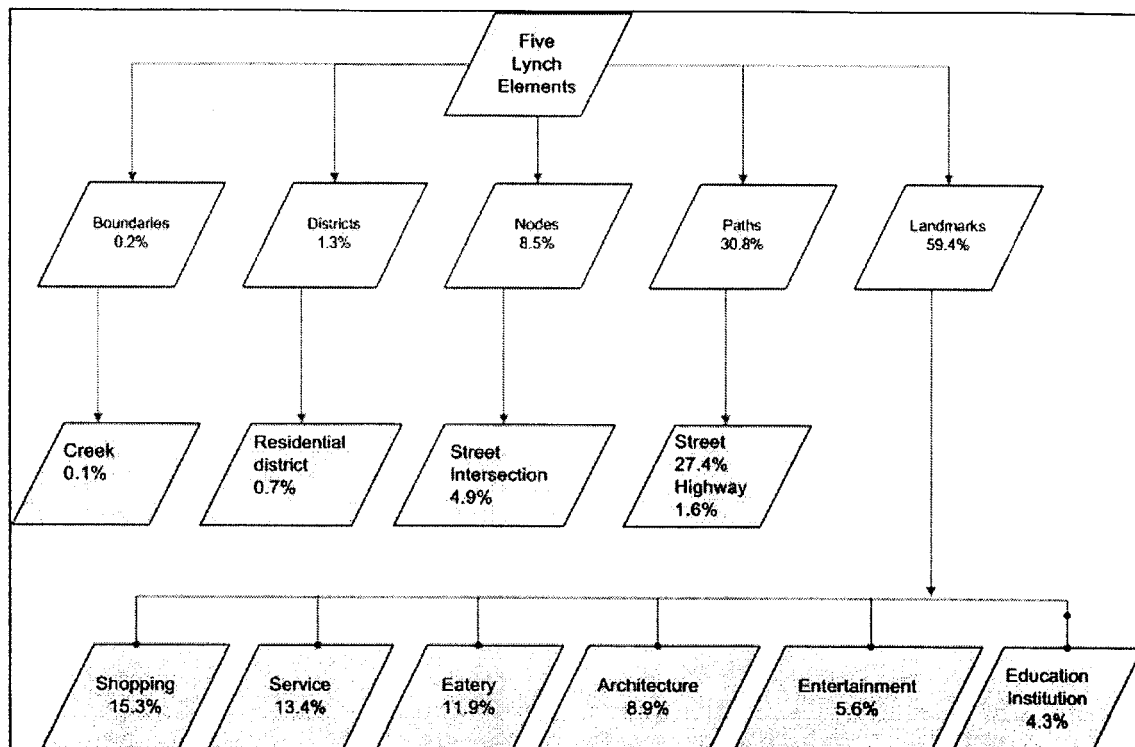 Five
Lynch
Elements
Boundaries
0.2%
Districts
1.3%
Nodes
8.5%
Paths
30.8%
Landmarks
59.4%
Creek
0.1%
Residential
district
0.7%
Street
Intersection
4.9%
Street
27.4%
Highway
1.6%
Shopping
15.3%
Service
13.4%
Eatery
11.9%
Architecture
8.9%
Entertainment
5.6%
Education
Institution
4.3%